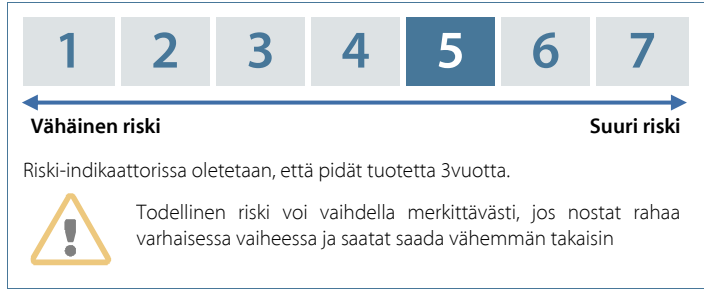 1 2 3 4 5 6 7
Vähäinen riski Suuri riski
Riski-indikaattorissa oletetaan, että pidät tuotetta 3vuotta.
Todellinen riski voi vaihdella merkittävästi, jos nostat rahaa
varhaisessa vaiheessa ja saatat saada vähemmän takaisin